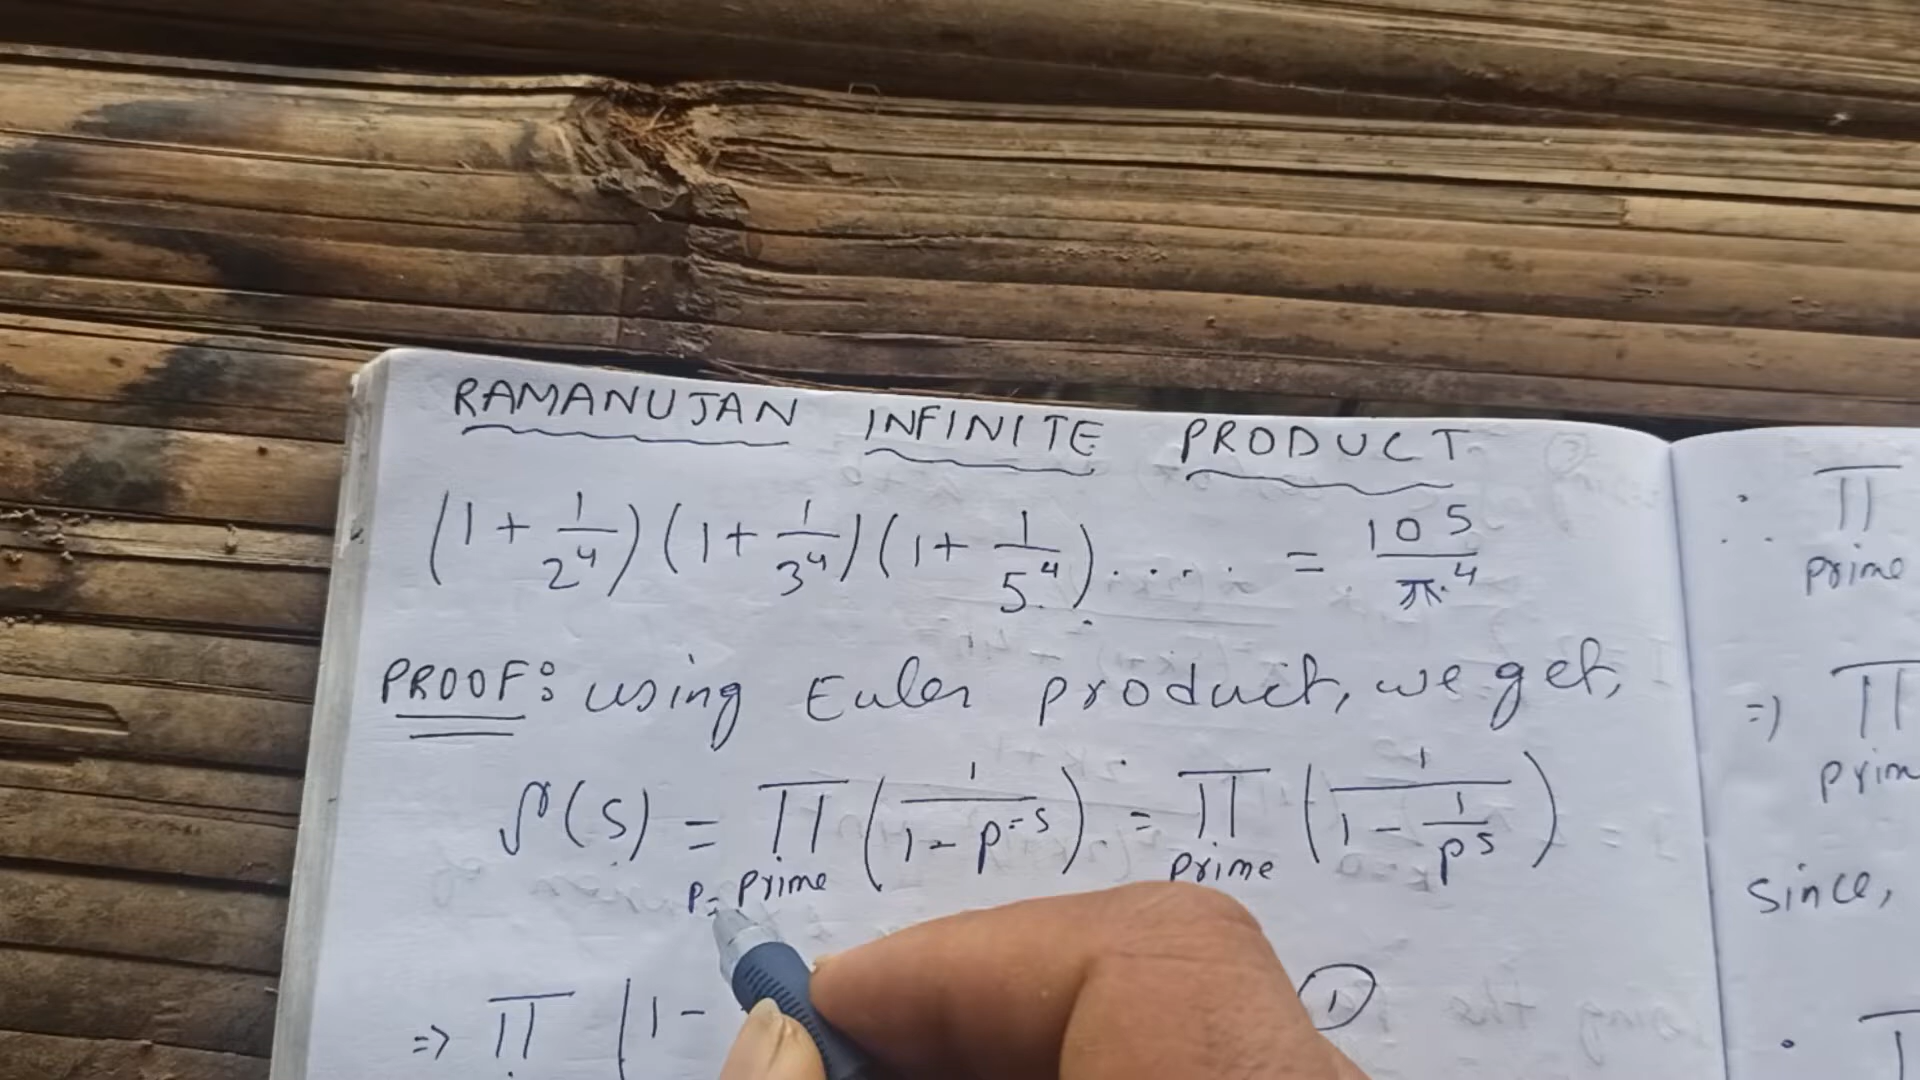 RAMANUJAN INFINITE PRODUCT
(1 + 1/2⁴) (1 + 1/3⁴) (1 + 1/5⁴) ..... = 105/π⁴
PROOF: using Euler product, we get,
ζ(s) = ∏ (1/(1 - p⁻ˢ)) = ∏ (1/(1 - 1/pˢ))
p = prime prime
⇒ ∏ (1 -
①
∴ ∏
prime
⇒ ∏
prim
since,